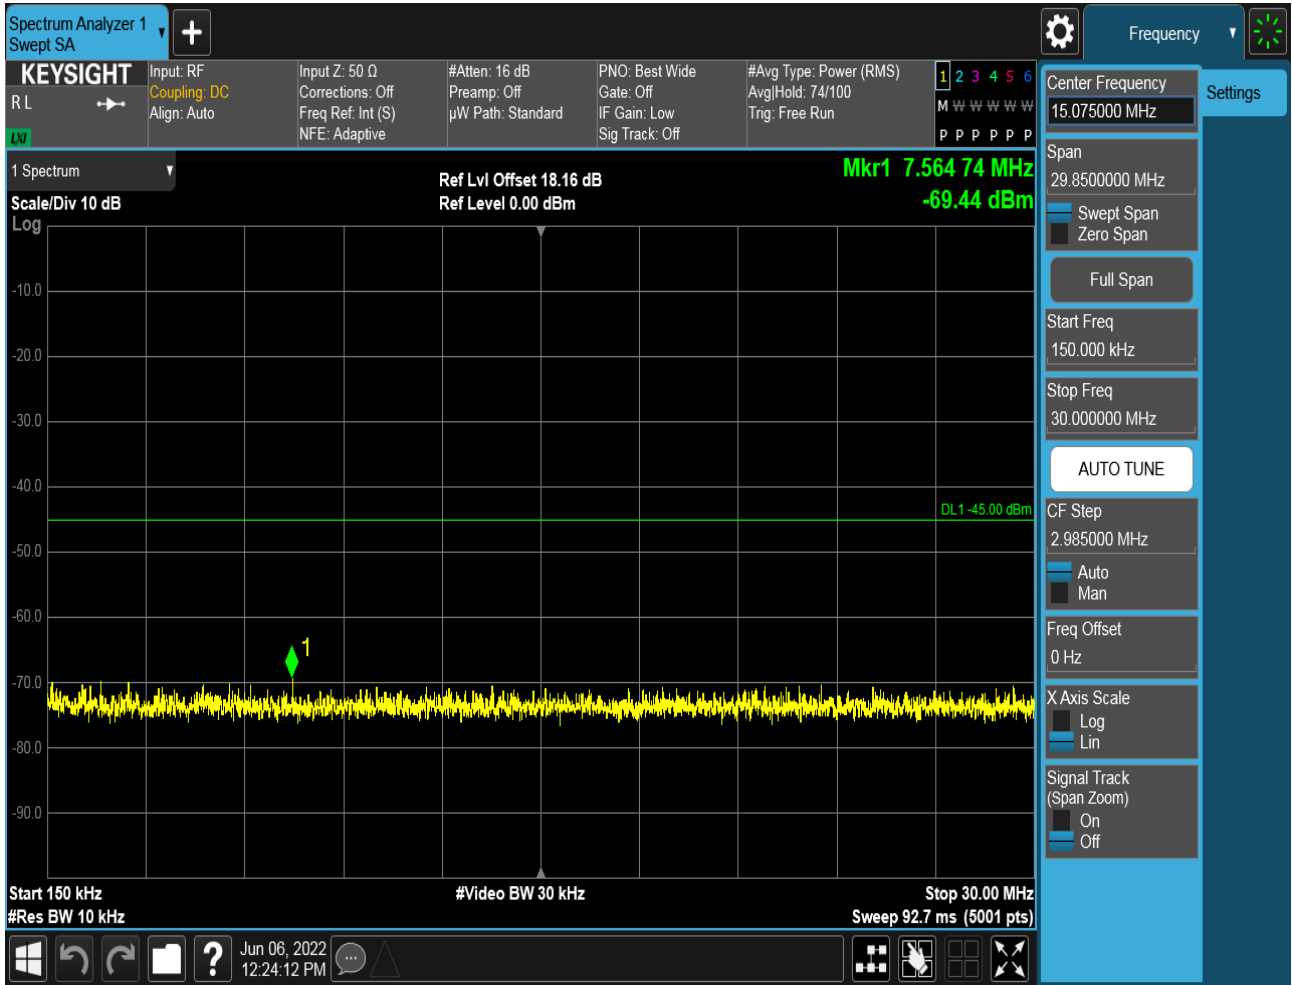 Spectrum Analyzer 1
Swept SA
Frequency
KEYSIGHT
R L
LXI
Input: RF
Coupling: DC
Align: Auto
Input Z: 50 Ω
Corrections: Off
Freq Ref: Int (S)
NFE: Adaptive
#Atten: 16 dB
Preamp: Off
µW Path: Standard
PNO: Best Wide
Gate: Off
IF Gain: Low
Sig Track: Off
#Avg Type: Power (RMS)
Avg|Hold: 74/100
Trig: Free Run
1 2 3 4 5 6
M W W W W W
P P P P P P
1 Spectrum
Scale/Div 10 dB
Log
Ref Lvl Offset 18.16 dB
Ref Level 0.00 dBm
Mkr1 7.564 74 MHz
-69.44 dBm
-10.0
-20.0
-30.0
-40.0
DL1 -45.00 dBm
-50.0
-60.0
1
-70.0
-80.0
-90.0
Start 150 kHz
#Res BW 10 kHz
#Video BW 30 kHz
Stop 30.00 MHz
Sweep 92.7 ms (5001 pts)
Center Frequency
15.075000 MHz
Settings
Span
29.8500000 MHz
Swept Span
Zero Span
Full Span
Start Freq
150.000 kHz
Stop Freq
30.000000 MHz
AUTO TUNE
CF Step
2.985000 MHz
Auto
Man
Freq Offset
0 Hz
X Axis Scale
Log
Lin
Signal Track
(Span Zoom)
On
Off
?
Jun 06, 2022
12:24:12 PM